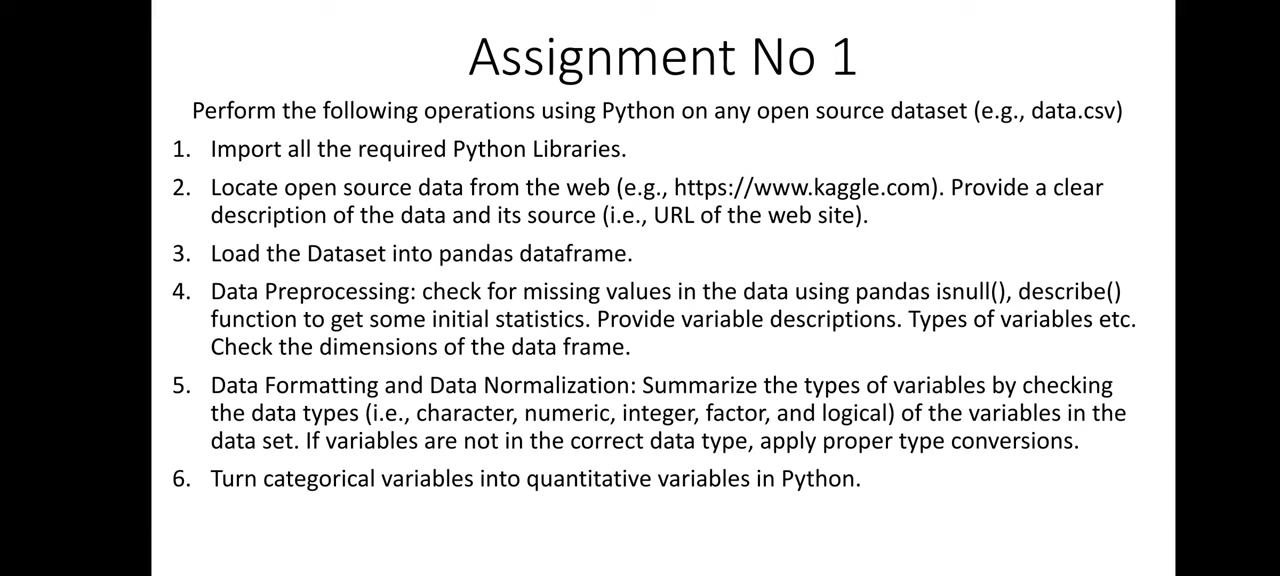 Assignment No 1
Perform the following operations using Python on any open source dataset (e.g., data.csv)
1. Import all the required Python Libraries.
2. Locate open source data from the web (e.g., https://www.kaggle.com). Provide a clear
description of the data and its source (i.e., URL of the web site).
3. Load the Dataset into pandas dataframe.
4. Data Preprocessing: check for missing values in the data using pandas isnull(), describe()
function to get some initial statistics. Provide variable descriptions. Types of variables etc.
Check the dimensions of the data frame.
5. Data Formatting and Data Normalization: Summarize the types of variables by checking
the data types (i.e., character, numeric, integer, factor, and logical) of the variables in the
data set. If variables are not in the correct data type, apply proper type conversions.
6. Turn categorical variables into quantitative variables in Python.